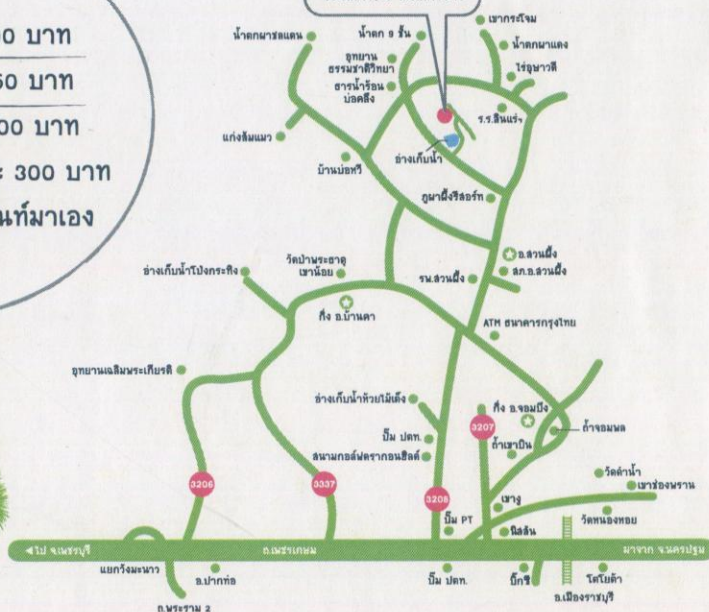 00 บาท
50 บาท
00 บาท
300 บาท
นท์มาเอง
น้ำตกผาชลแดน
น้ำตก 9 ชั้น
เขากระโจม
น้ำตกผาแดง
ไร่อุษาวดี
อุทยาน
ธรรมชาติวิทยา
ธารน้ำร้อน
บ่อคลึง
ร.ร.สินแร่ฯ
แก่งส้มแมว
บ้านบ่อหวี
อ่างเก็บน้ำ
ภูผาผึ้งรีสอร์ท
อ.สวนผึ้ง
สภ.อ.สวนผึ้ง
รพ.สวนผึ้ง
วัดป่าพระธาตุ
เขาน้อย
อ่างเก็บน้ำโป่งกระทิง
กิ่ง อ.บ้านคา
ATM ธนาคารกรุงไทย
อุทยานเฉลิมพระเกียรติ
อ่างเก็บน้ำห้วยไม้เต็ง
กิ่ง อ.จอมบึง
ถ้ำจอมพล
3207
ปั๊ม ปตท.
ถ้ำเขาบิน
สนามกอล์ฟดรากอนฮิลล์
3206
3337
3208
วัดถ้ำน้ำ
เขาช่องพราน
เขางู
ปั๊ม PT
นิสสัน
วัดหนองหอย
ไป จ.เพชรบุรี
ถ.เพชรเกษม
มาจาก จ.นครปฐม
แยกวังมะนาว
อ.ปากท่อ
ปั๊ม ปตท.
บิ๊กซี
โตโยต้า
อ.เมืองราชบุรี
ถ.พระราม 2